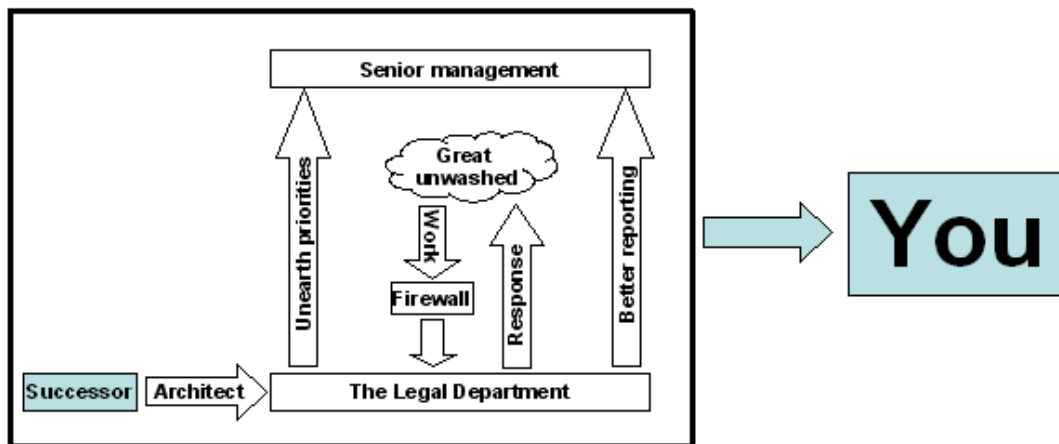 Senior management
Great
unwashed
Unearth priorities
Work
Response
Better reporting
You
Firewall
Successor
Architect
The Legal Department